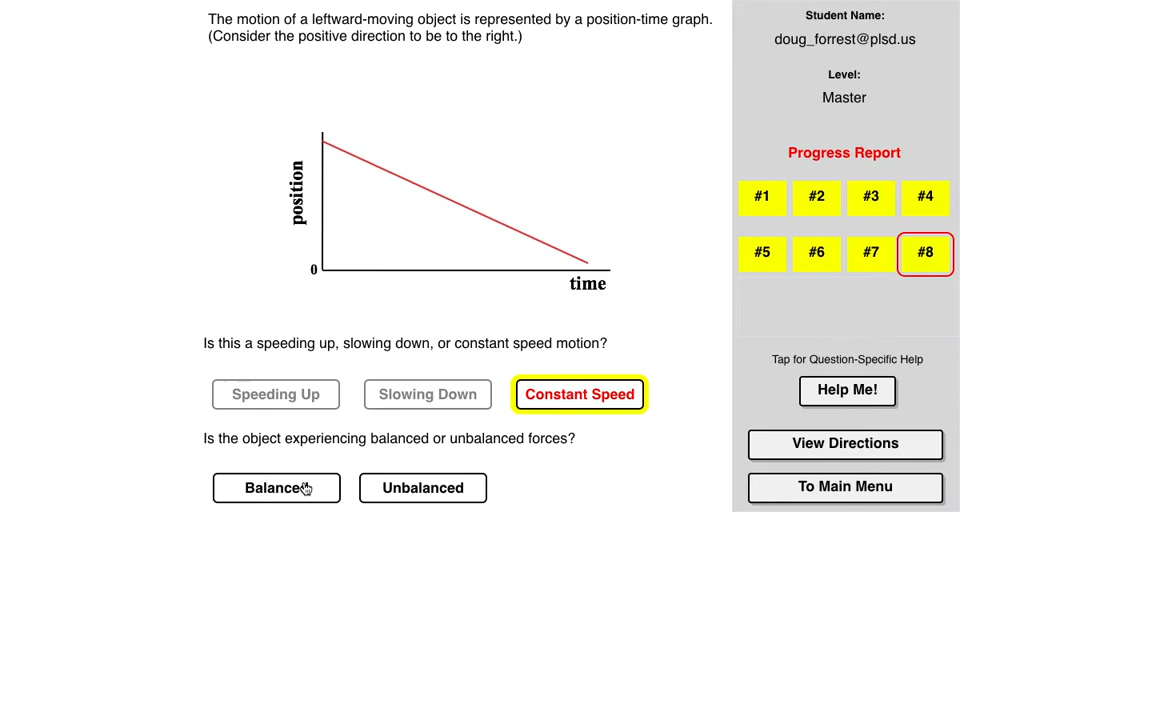 The motion of a leftward-moving object is represented by a position-time graph.
(Consider the positive direction to be to the right.)
position
0
time
Is this a speeding up, slowing down, or constant speed motion?
Speeding Up
Slowing Down
Constant Speed
Is the object experiencing balanced or unbalanced forces?
Balanced
Unbalanced
Student Name:
doug_forrest@plsd.us
Level:
Master
Progress Report
#1 #2 #3 #4
#5 #6 #7 #8
Tap for Question-Specific Help
Help Me!
View Directions
To Main Menu